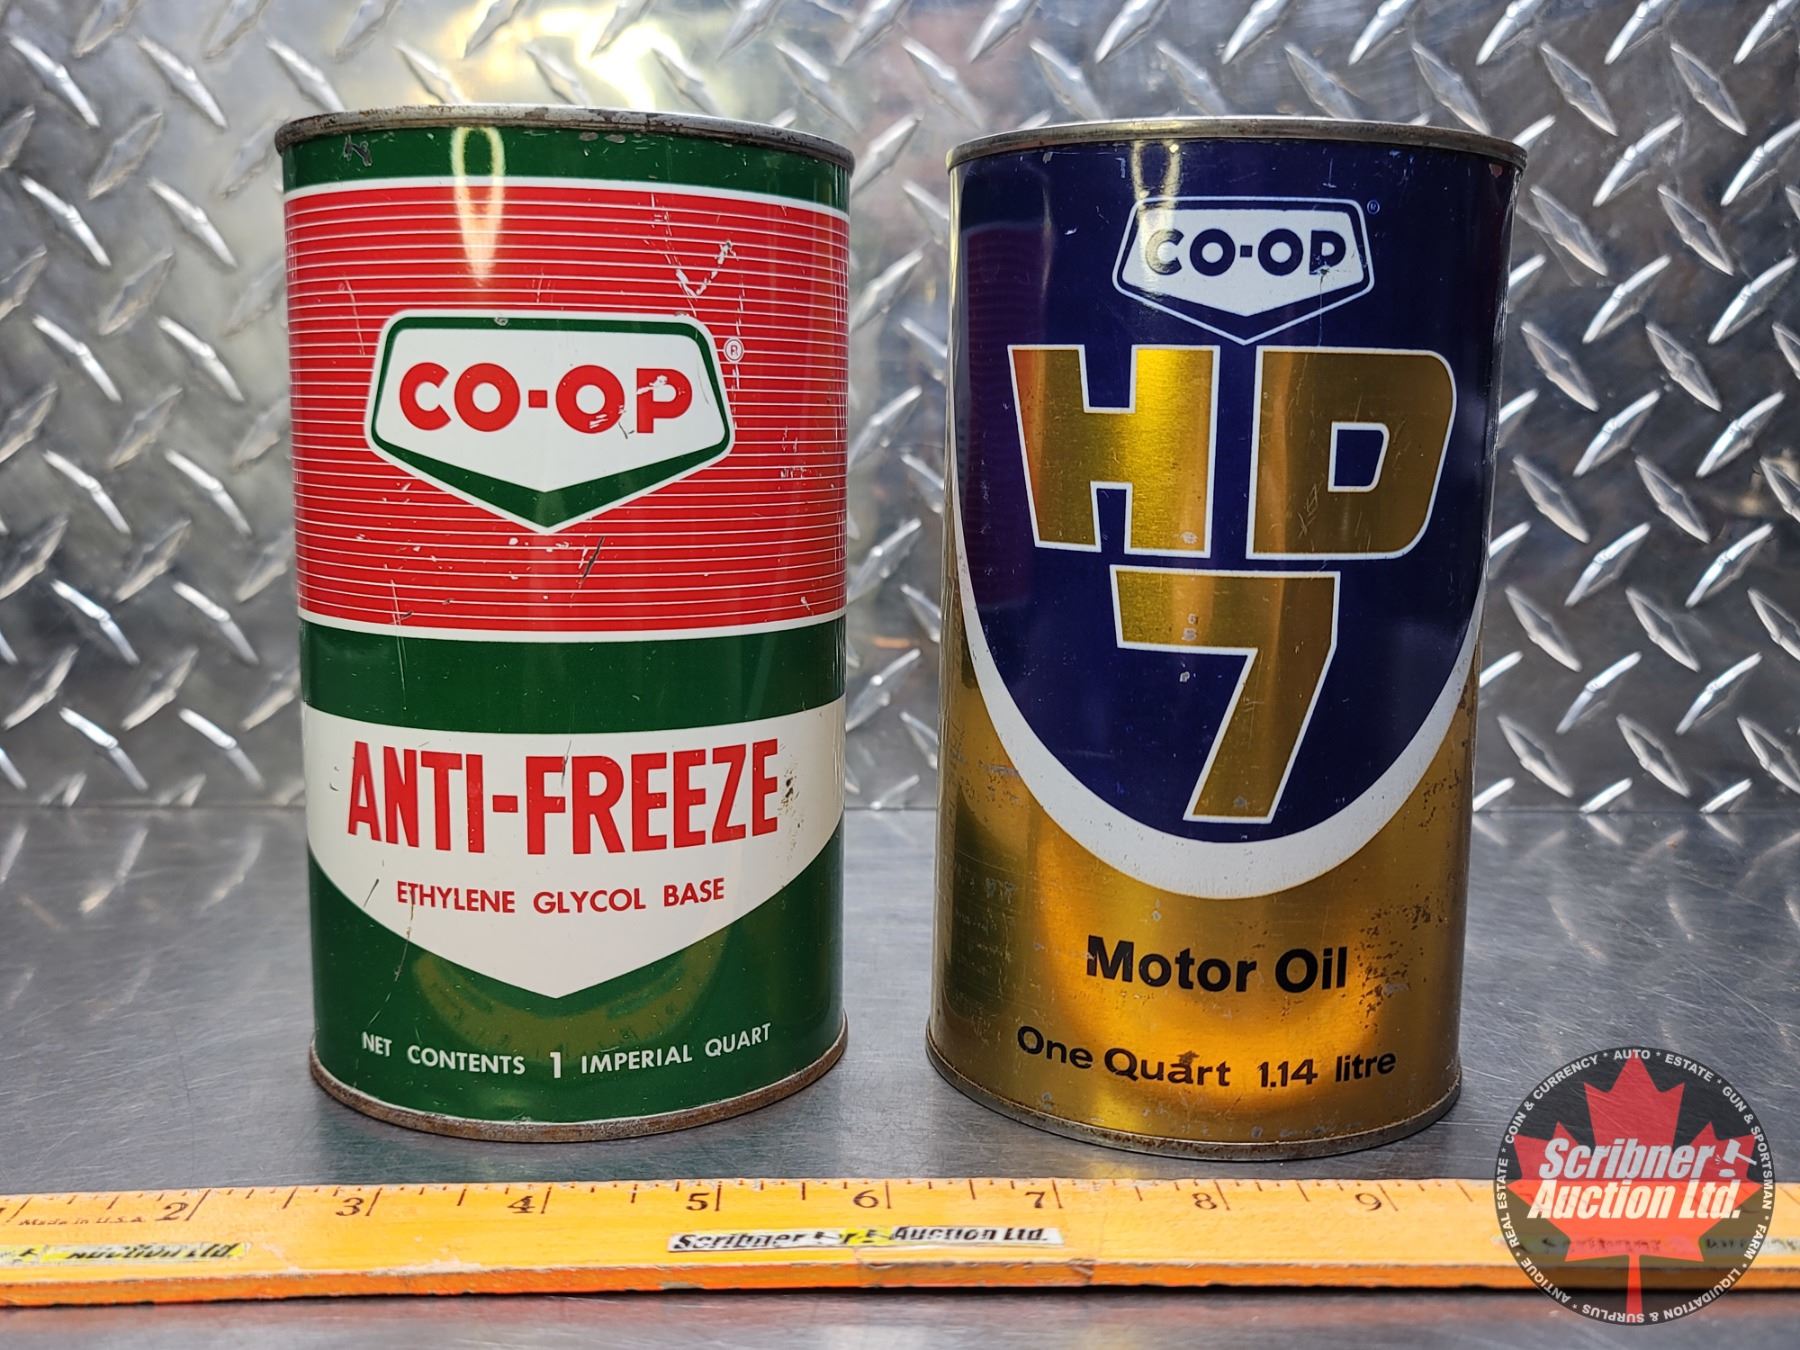 CO-OP ®
ANTI-FREEZE
ETHYLENE GLYCOL BASE
NET CONTENTS 1 IMPERIAL QUART
CO-OP ®
HD
7
Motor Oil
One Quart 1.14 litre
2 3 4 5 6 7 8 9
Made in U.S.A
Auction Ltd.
Scribner Auction Ltd.
Scribner
Auction Ltd.
COIN & CURRENCY * AUTO * ESTATE * GUN & SPORTSMAN * FARM * LIQUIDATION & SURPLUS * ANTIQUE * REAL ESTATE *